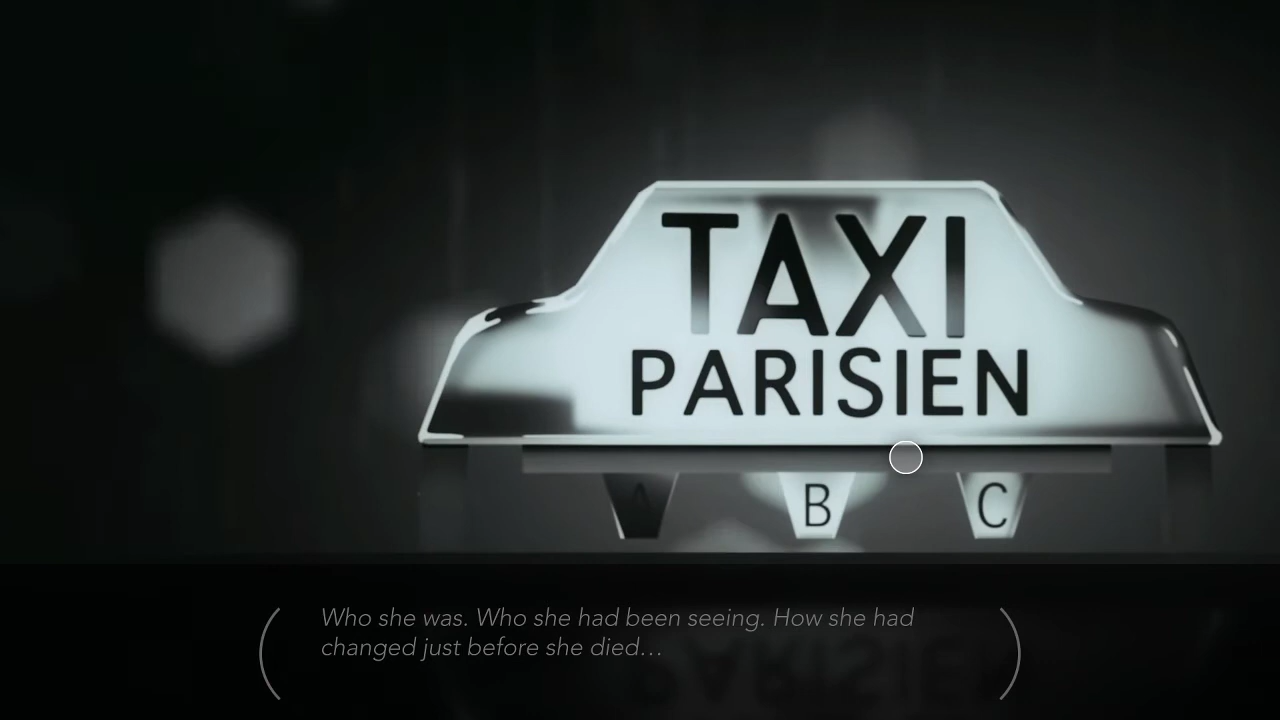 TAXI
PARISIEN
A
B
C
Who she was. Who she had been seeing. How she had
changed just before she died…